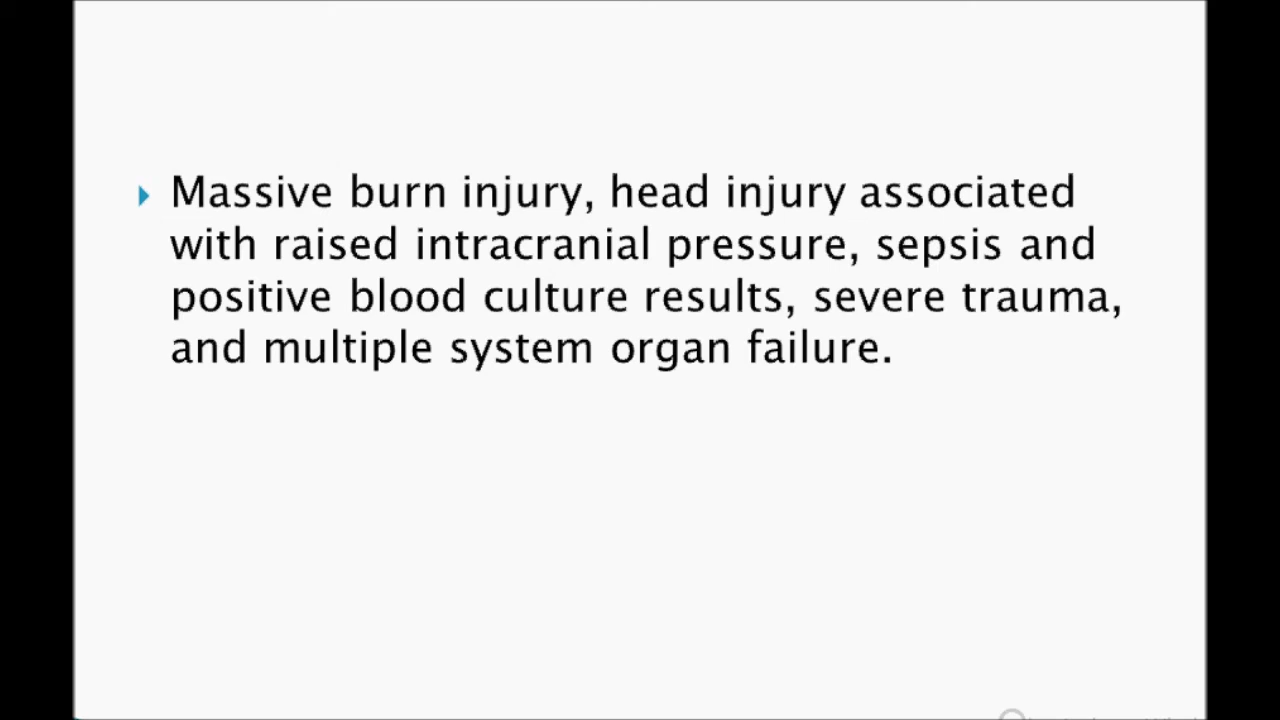 Massive burn injury, head injury associated
with raised intracranial pressure, sepsis and
positive blood culture results, severe trauma,
and multiple system organ failure.